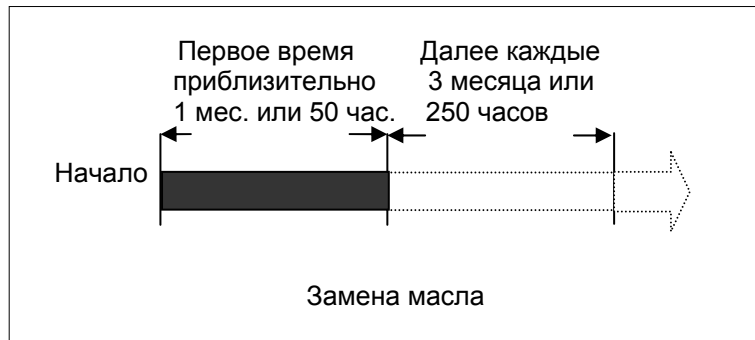 Первое время
приблизительно
1 мес. или 50 час.
Далее каждые
3 месяца или
250 часов
Начало
Замена масла